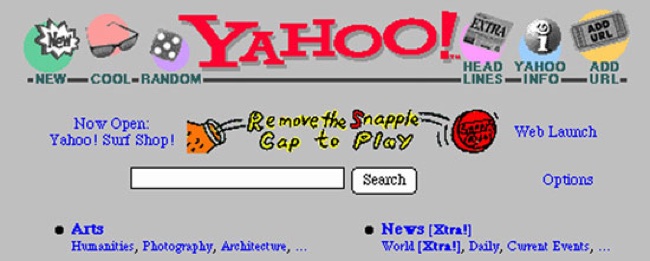 New
EXTRA
i
ADD
URL
YAHOO!
NEW
COOL
RANDOM
HEAD
LINES
YAHOO
INFO
ADD
URL
Now Open:
Yahoo! Surf Shop!
Remove the Snapple
Cap to Play
Web Launch
Search
Options
Arts
Humanities, Photography, Architecture, ...
News [Xtra!]
World [Xtra!], Daily, Current Events, ...